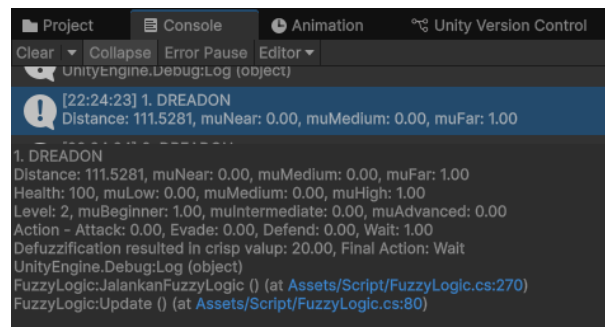 Project Console Animation Unity Version Control
Clear Collapse Error Pause Editor
UnityEngine.Debug:Log (object)
[22:24:23] 1. DREADON
Distance: 111.5281, muNear: 0.00, muMedium: 0.00, muFar: 1.00
1. DREADON
Distance: 111.5281, muNear: 0.00, muMedium: 0.00, muFar: 1.00
Health: 100, muLow: 0.00, muMedium: 0.00, muHigh: 1.00
Level: 2, muBeginner: 1.00, muIntermediate: 0.00, muAdvanced: 0.00
Action - Attack: 0.00, Evade: 0.00, Defend: 0.00, Wait: 1.00
Defuzzification resulted in crisp valup: 20.00, Final Action: Wait
UnityEngine.Debug:Log (object)
FuzzyLogic:JalankanFuzzyLogic () (at Assets/Script/FuzzyLogic.cs:270)
FuzzyLogic:Update () (at Assets/Script/FuzzyLogic.cs:80)